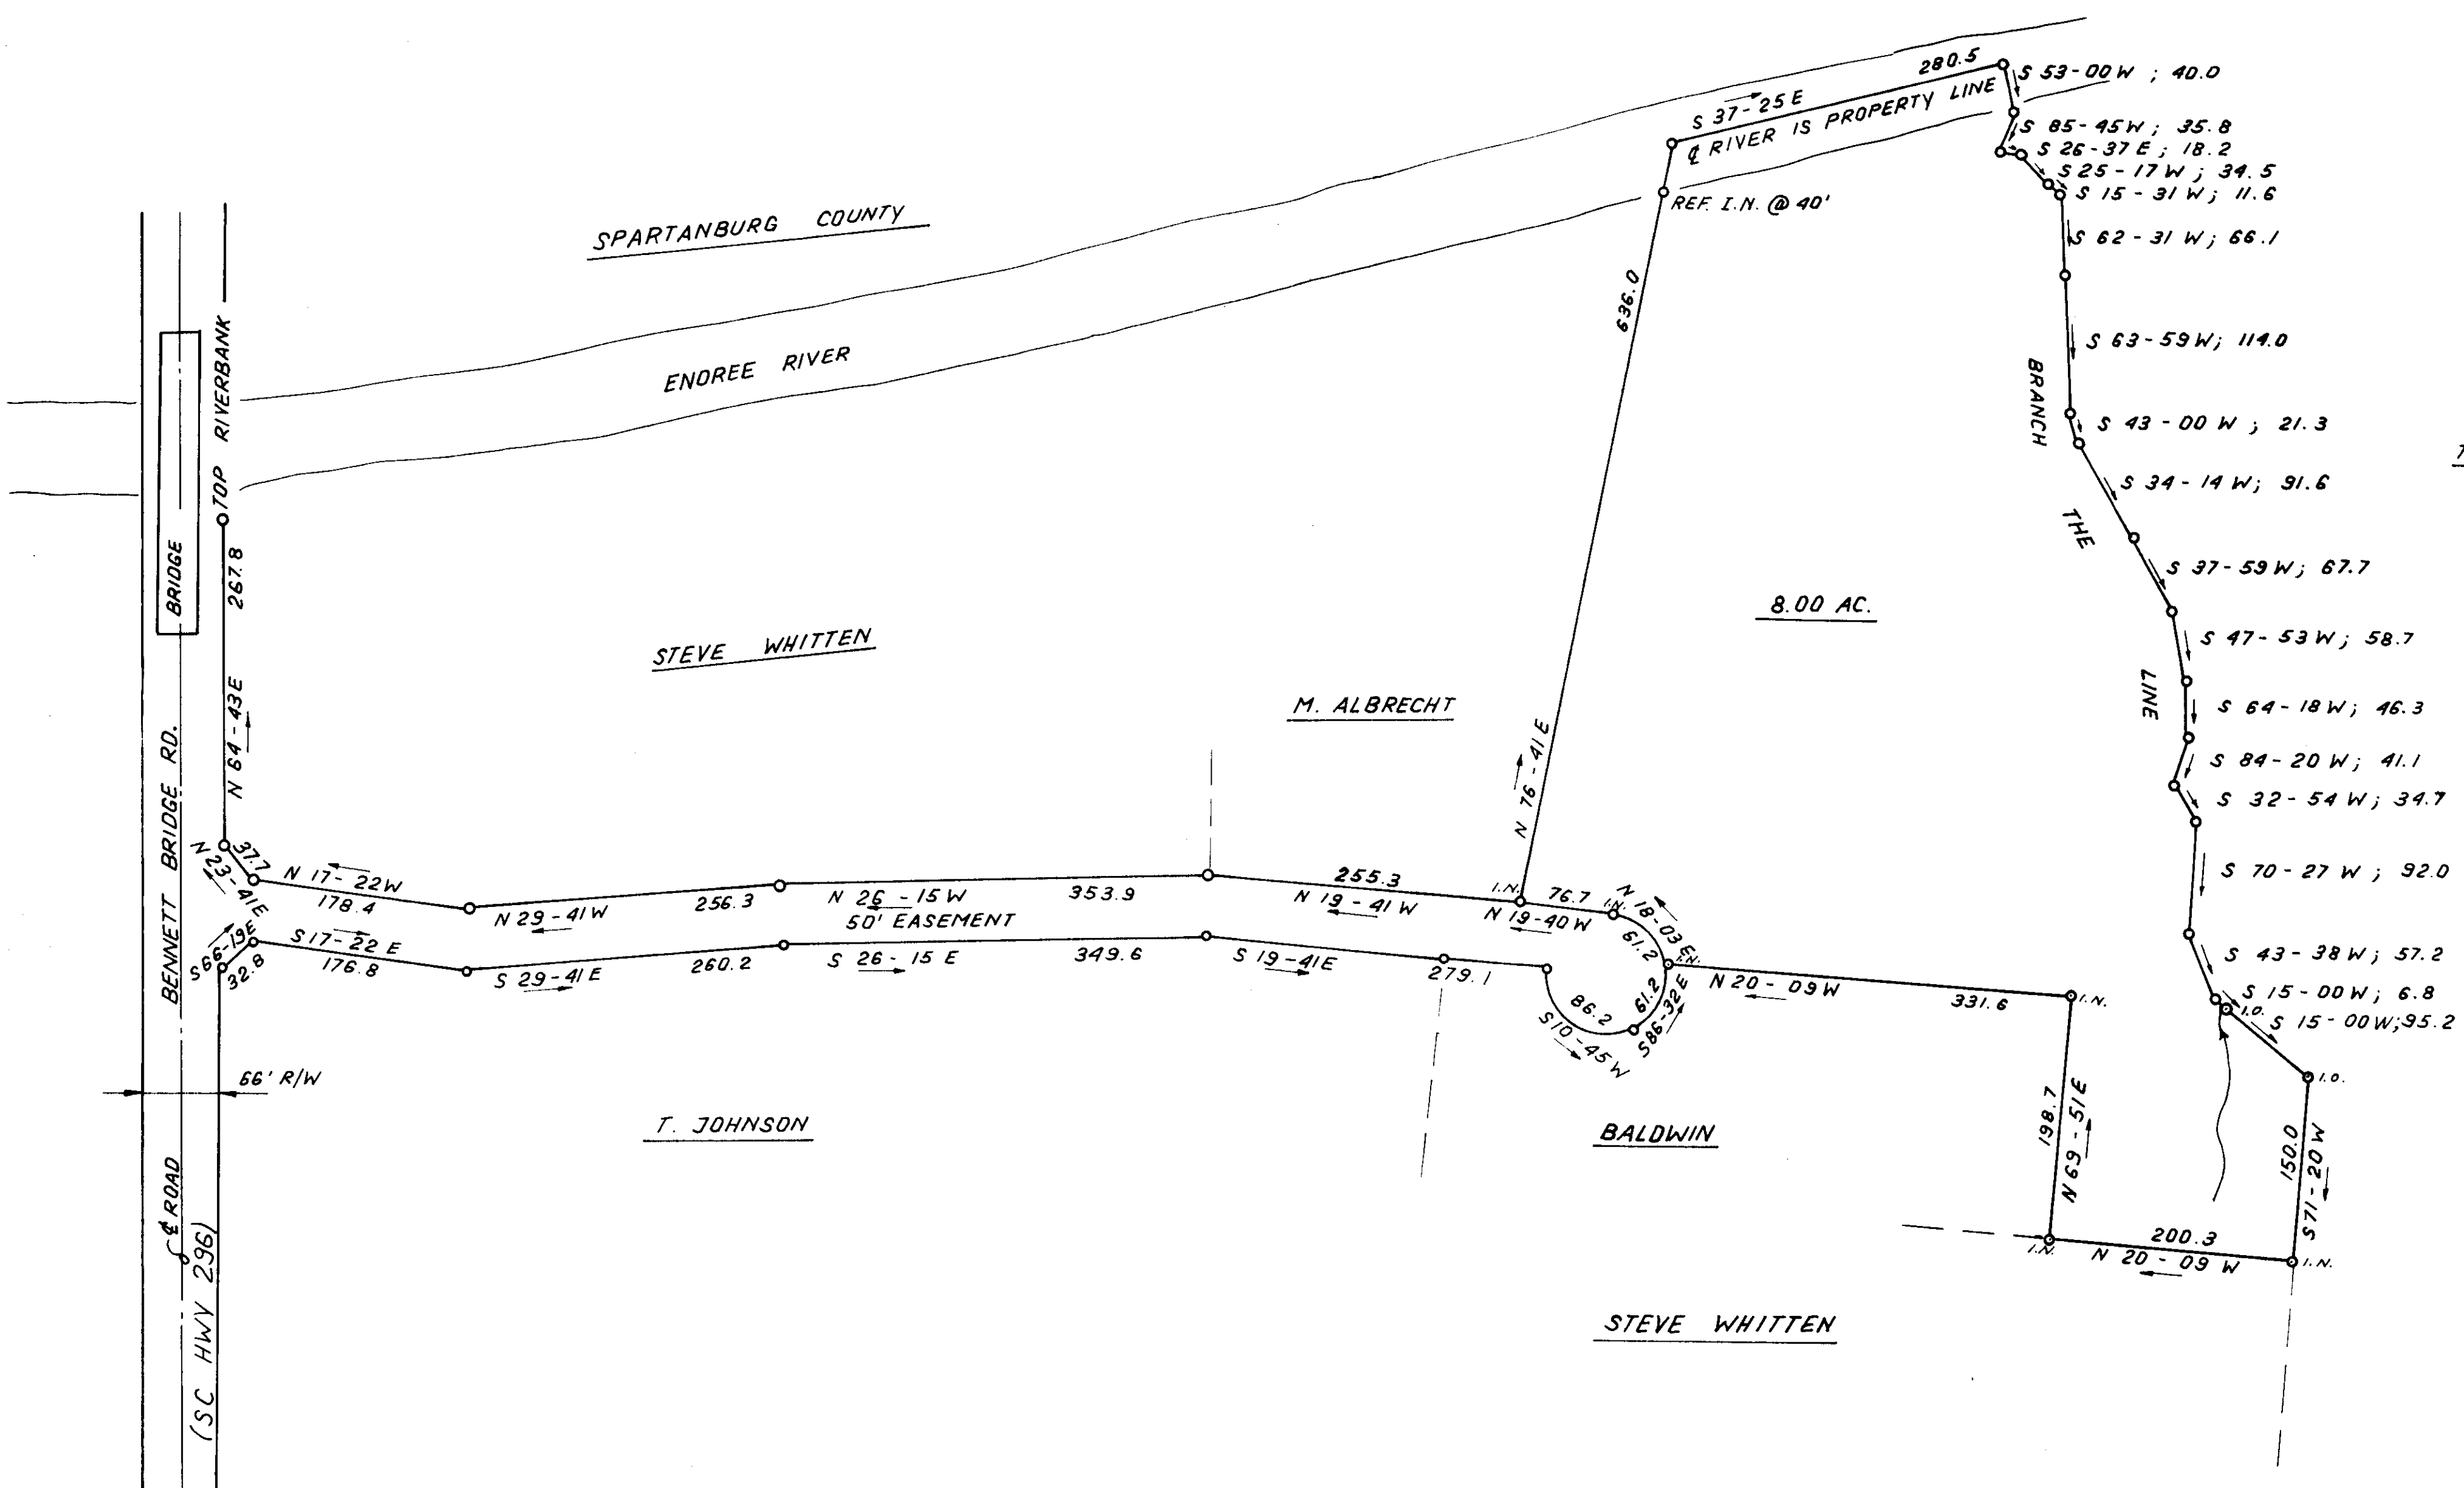 280.5
S 37-25 E
℄ RIVER IS PROPERTY LINE
REF. I.N. @ 40'
S 53-00 W ; 40.0
S 85-45 W ; 35.8
S 26-37 E ; 18.2
S 25-17 W ; 34.5
S 15-31 W ; 11.6
S 62-31 W ; 66.1
S 63-59 W ; 114.0
S 43-00 W ; 21.3
S 34-14 W ; 91.6
S 37-59 W ; 67.7
S 47-53 W ; 58.7
S 64-18 W ; 46.3
S 84-20 W ; 41.1
S 32-54 W ; 34.7
S 70-27 W ; 92.0
S 43-38 W ; 57.2
S 15-00 W ; 6.8
I.O.
S 15-00 W; 95.2
I.O.
BRANCH
THE
LINE
SPARTANBURG COUNTY
ENOREE RIVER
TOP RIVERBANK
BRIDGE
267.8
N 64-43 E
BENNETT BRIDGE RD.
STEVE WHITTEN
M. ALBRECHT
8.00 AC.
636.0
N 76-41 E
37.7
N 23-41 E
N 17-22 W
178.4
N 29-41 W
256.3
N 26-15 W
353.9
50' EASEMENT
255.3
N 19-41 W
I.N.
76.7
N 19-40 W
I.N.
N 18-03 E
61.2
I.N.
N 20-09 W
331.6
I.N.
S 66-19 E
32.8
S 17-22 E
176.8
S 29-41 E
260.2
S 26-15 E
349.6
S 19-41 E
279.1
86.2
S 10-45 W
61.2
S 86-32 E
66' R/W
T. JOHNSON
BALDWIN
198.7
N 69-51 E
150.0
S 71-20 W
200.3
N 20-09 W
I.N.
I.N.
STEVE WHITTEN
℄ ROAD
(SC HWY 296)